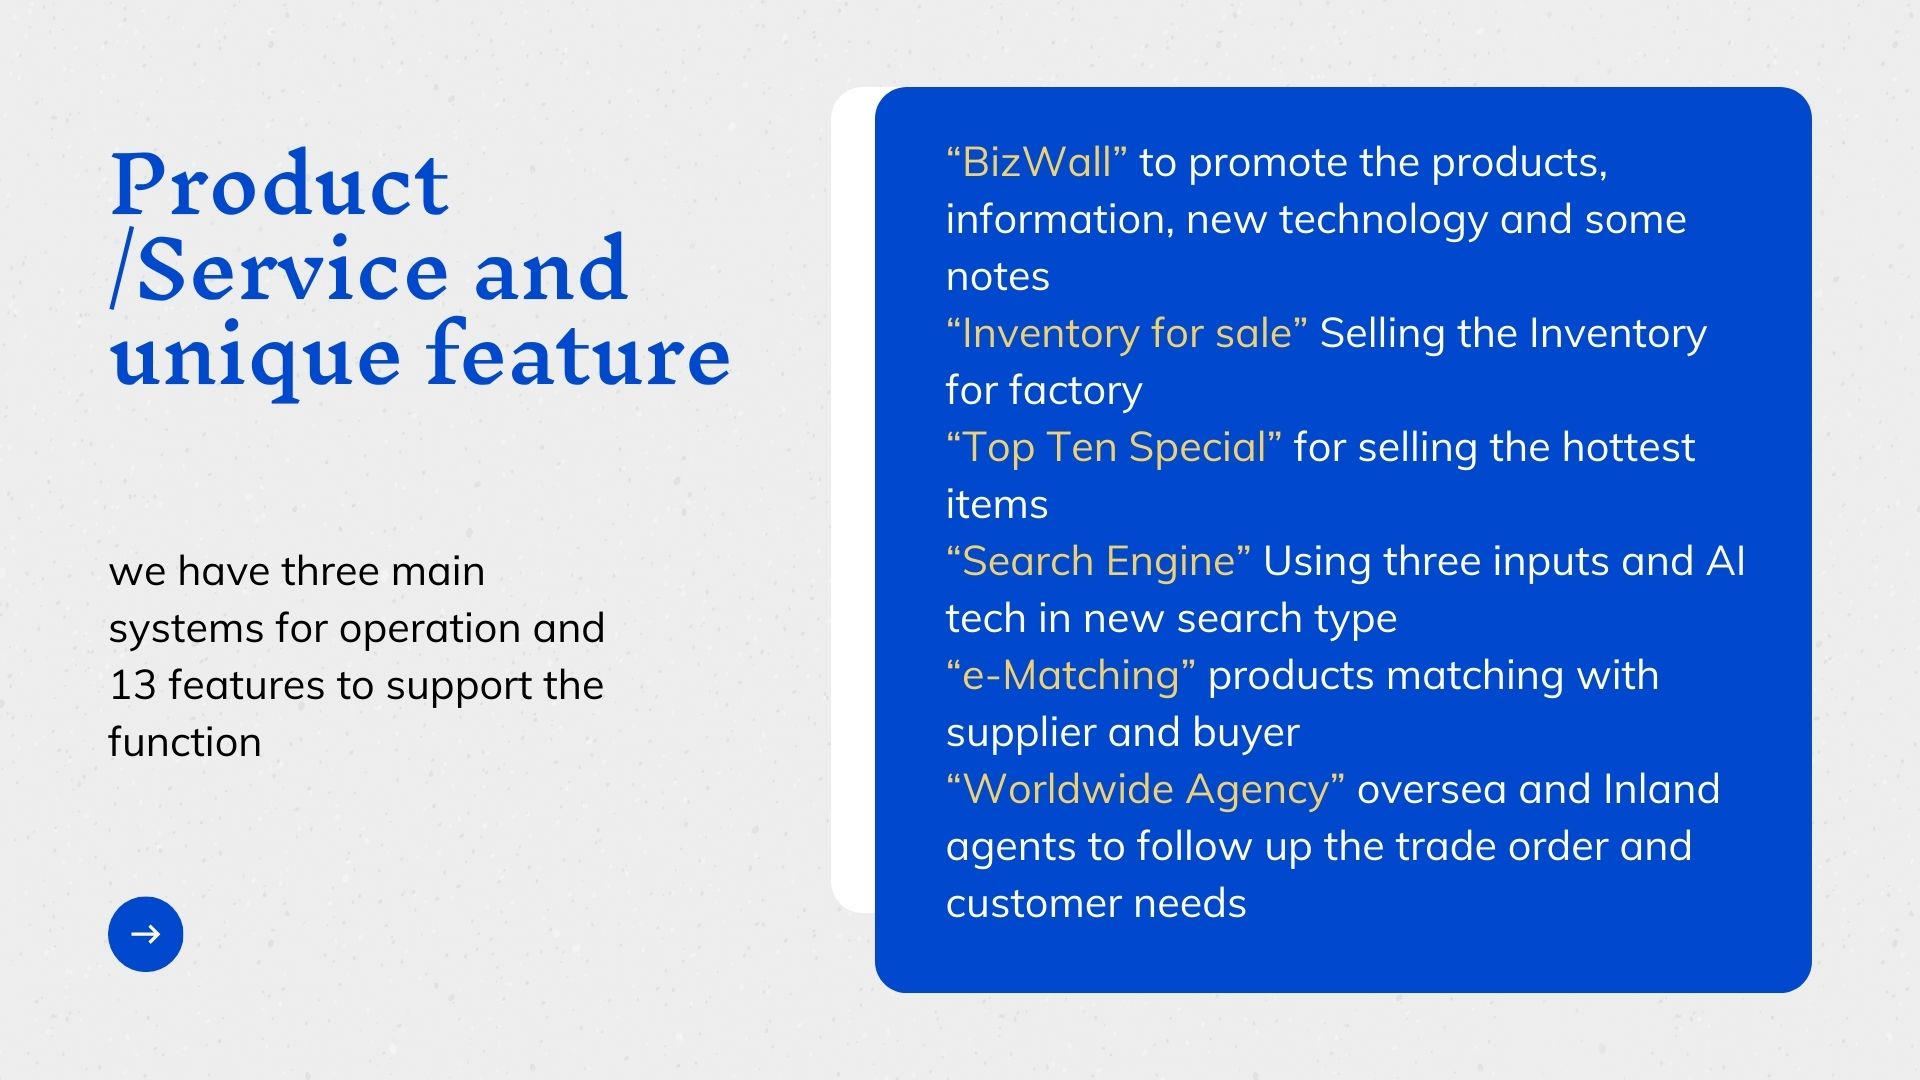 Product
/Service and
unique feature
we have three main
systems for operation and
13 features to support the
function
“BizWall” to promote the products,
information, new technology and some
notes
“Inventory for sale” Selling the Inventory
for factory
“Top Ten Special” for selling the hottest
items
“Search Engine” Using three inputs and AI
tech in new search type
“e-Matching” products matching with
supplier and buyer
“Worldwide Agency” oversea and Inland
agents to follow up the trade order and
customer needs